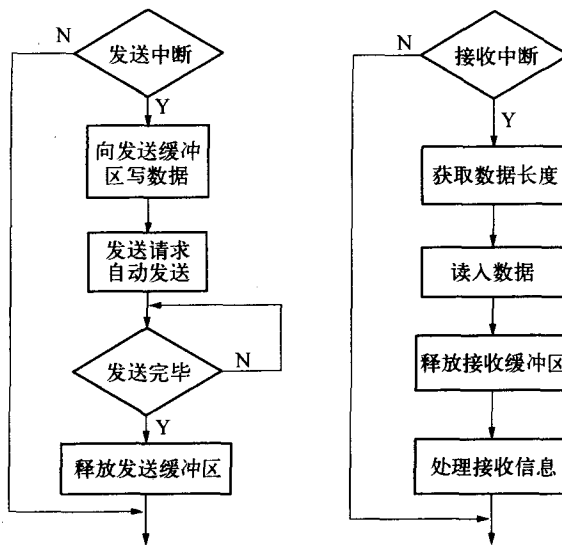 N
发送中断
Y
向发送缓冲
区写数据
发送请求
自动发送
发送完毕
N
Y
释放发送缓冲区
N
接收中断
Y
获取数据长度
读入数据
释放接收缓冲区
处理接收信息